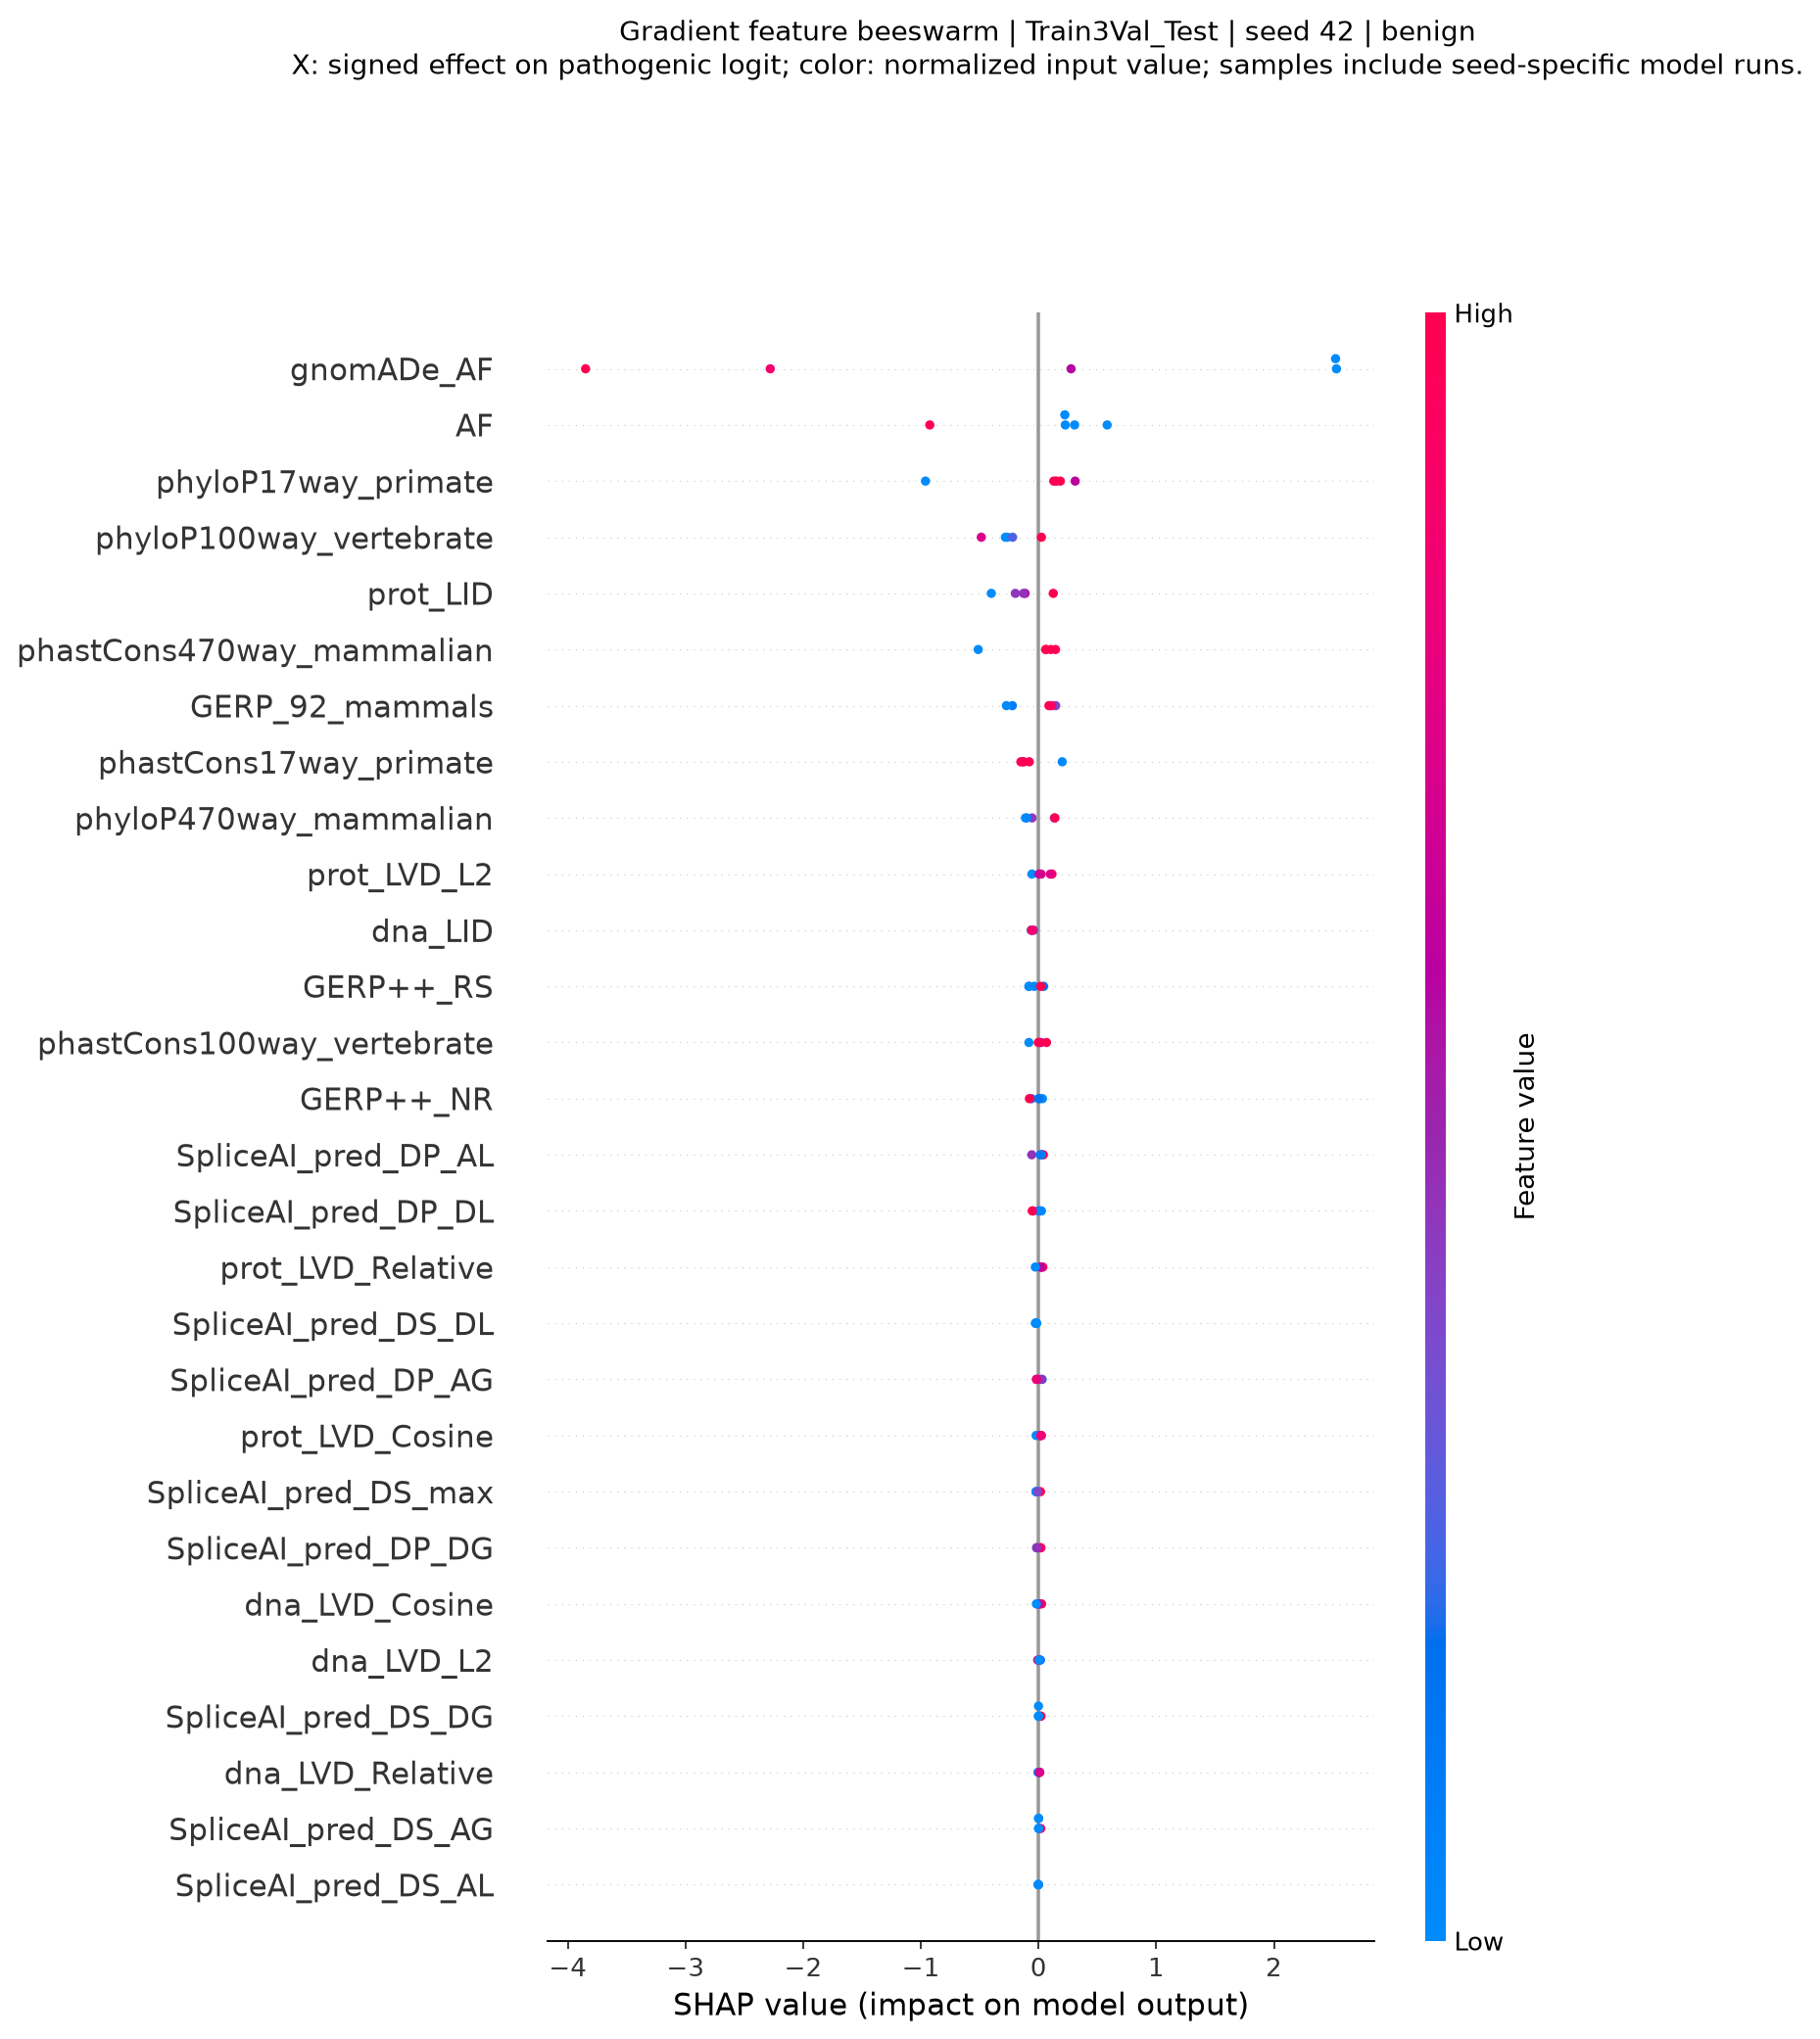 Gradient feature beeswarm | Train3Val_Test | seed 42 | benign
X: signed effect on pathogenic logit; color: normalized input value; samples include seed-specific model runs.
High
gnomADe_AF
AF
phyloP17way_primate
phyloP100way_vertebrate
prot_LID
phastCons470way_mammalian
GERP_92_mammals
phastCons17way_primate
phyloP470way_mammalian
prot_LVD_L2
dna_LID
GERP++_RS
phastCons100way_vertebrate
GERP++_NR
SpliceAI_pred_DP_AL
SpliceAI_pred_DP_DL
prot_LVD_Relative
SpliceAI_pred_DS_DL
SpliceAI_pred_DP_AG
prot_LVD_Cosine
SpliceAI_pred_DS_max
SpliceAI_pred_DP_DG
dna_LVD_Cosine
dna_LVD_L2
SpliceAI_pred_DS_DG
dna_LVD_Relative
SpliceAI_pred_DS_AG
SpliceAI_pred_DS_AL
Feature value
Low
−4 −3 −2 −1 0 1 2
SHAP value (impact on model output)